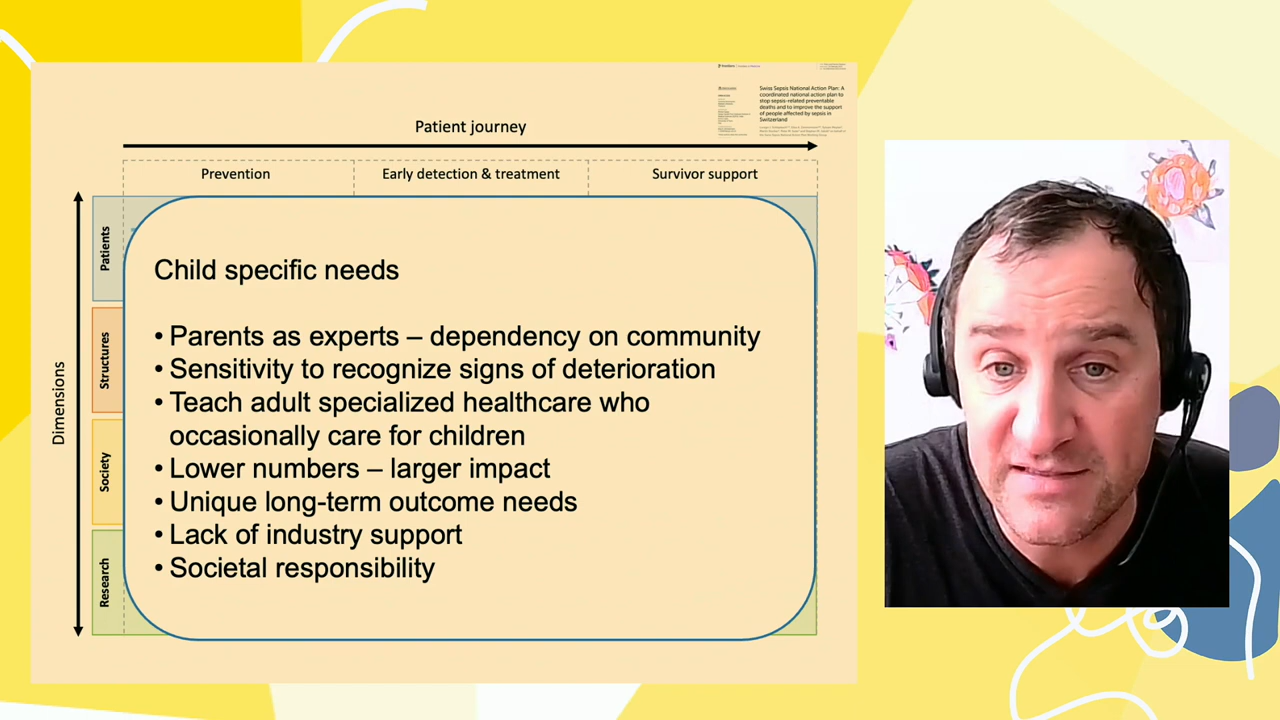 Swiss Sepsis National Action Plan: A
coordinated national action plan to
stop sepsis-related preventable
deaths and to improve the support
of people affected by sepsis in
Switzerland
Patient journey
Prevention
Early detection & treatment
Survivor support
Dimensions
Patients
Structures
Society
Research
Child specific needs
• Parents as experts – dependency on community
• Sensitivity to recognize signs of deterioration
• Teach adult specialized healthcare who
occasionally care for children
• Lower numbers – larger impact
• Unique long-term outcome needs
• Lack of industry support
• Societal responsibility